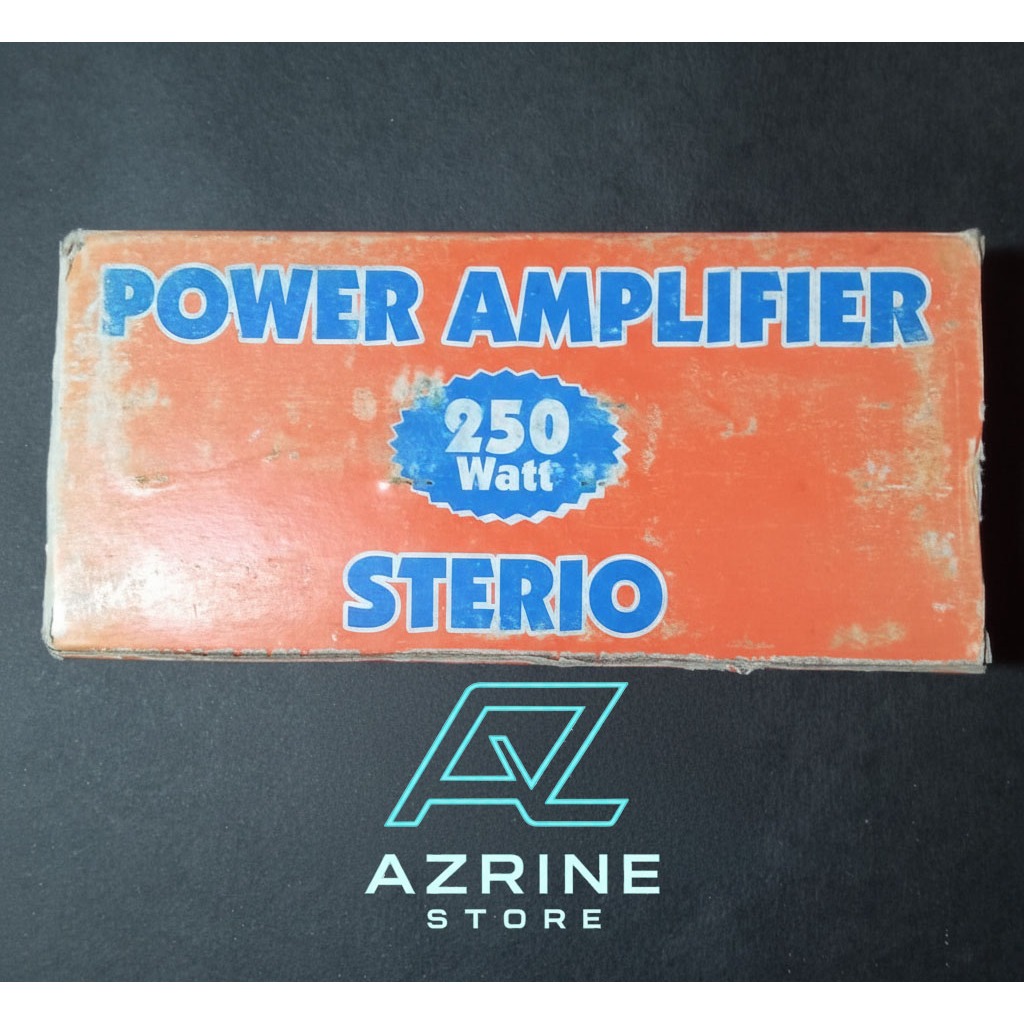 POWER AMPLIFIER
250
Watt
STERIO
AZRINE
STORE